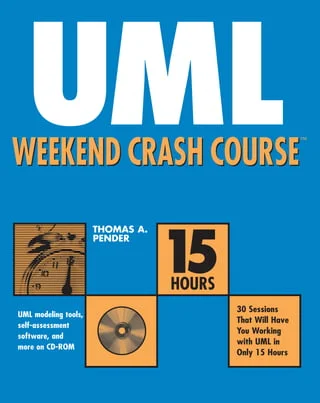 UML
WEEKEND CRASH COURSE™
THOMAS A.
PENDER
15
HOURS
UML modeling tools,
self-assessment
software, and
more on CD-ROM
30 Sessions
That Will Have
You Working
with UML in
Only 15 Hours